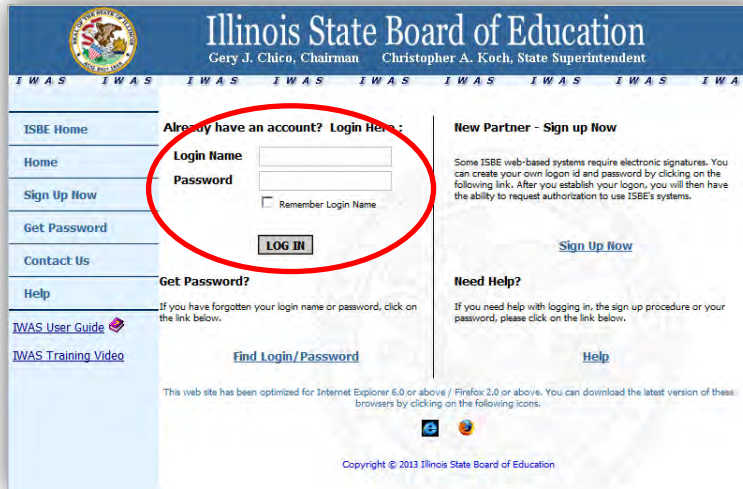 Illinois State Board of Education
Gery J. Chico, Chairman Christopher A. Koch, State Superintendent
I W A S I W A S I W A S I W A S I W A S I W A S I W A S I W A S I W A
ISBE Home
Home
Sign Up Now
Get Password
Contact Us
Help
IWAS User Guide
IWAS Training Video
Already have an account? Login Here :
Login Name
Password
Remember Login Name
LOG IN
Get Password?
If you have forgotten your login name or password, click on
the link below.
Find Login/Password
New Partner - Sign up Now
Some ISBE web-based systems require electronic signatures. You
can create your own logon id and password by clicking on the
following link. After you establish your logon, you will then have
the ability to request authorization to use ISBE's systems.
Sign Up Now
Need Help?
If you need help with logging in, the sign up procedure or your
password, please click on the link below.
Help
This web site has been optimized for Internet Explorer 6.0 or above / Firefox 2.0 or above. You can download the latest version of these
browsers by clicking on the following icons.
Copyright © 2013 Illinois State Board of Education